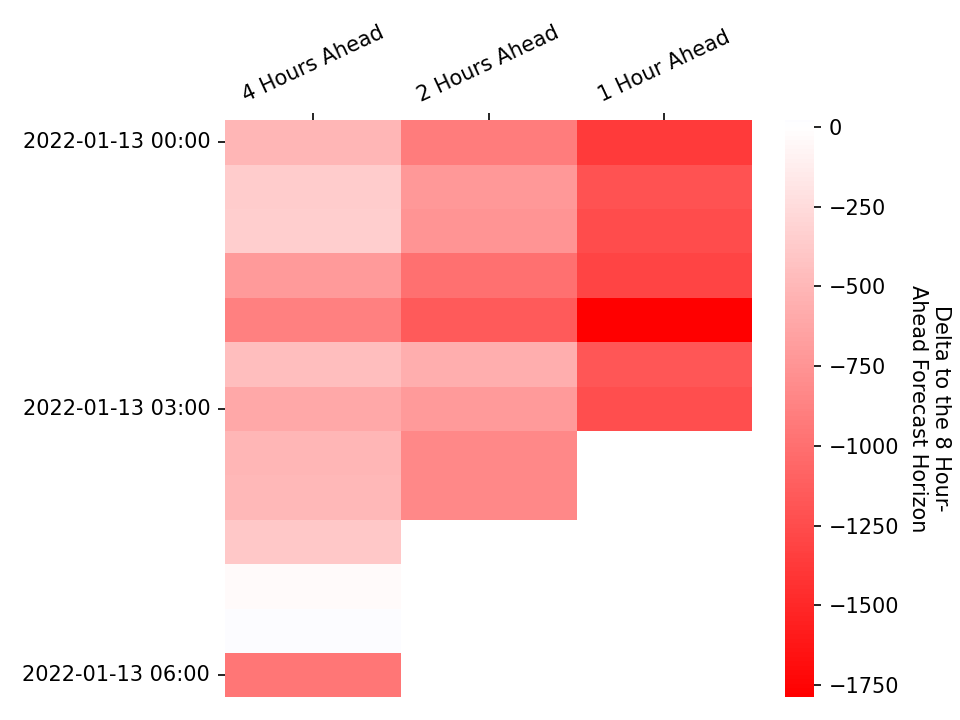 4 Hours Ahead
2 Hours Ahead
1 Hour Ahead
2022-01-13 00:00
2022-01-13 03:00
2022-01-13 06:00
0
−250
−500
−750
−1000
−1250
−1500
−1750
Delta to the 8 Hour-
Ahead Forecast Horizon